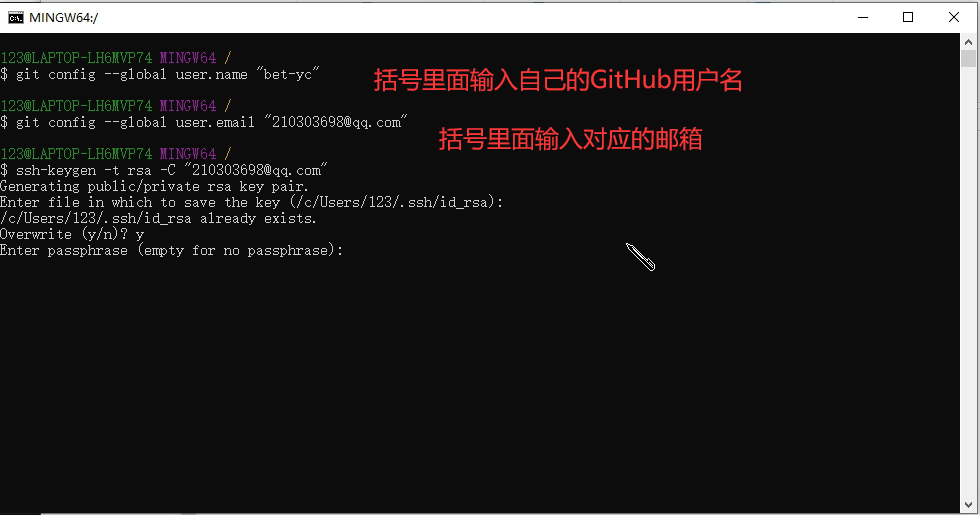 MINGW64:/
123@LAPTOP-LH6MVP74 MINGW64 /
$ git config --global user.name "bet-yc"
括号里面输入自己的GitHub用户名
123@LAPTOP-LH6MVP74 MINGW64 /
$ git config --global user.email "210303698@qq.com"
括号里面输入对应的邮箱
123@LAPTOP-LH6MVP74 MINGW64 /
$ ssh-keygen -t rsa -C "210303698@qq.com"
Generating public/private rsa key pair.
Enter file in which to save the key (/c/Users/123/.ssh/id_rsa):
/c/Users/123/.ssh/id_rsa already exists.
Overwrite (y/n)? y
Enter passphrase (empty for no passphrase):